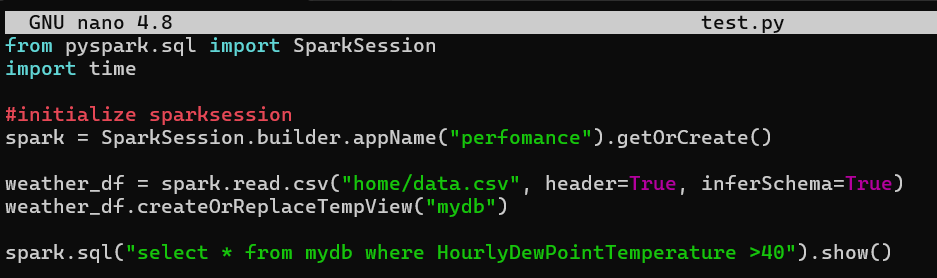 GNU nano 4.8 test.py
from pyspark.sql import SparkSession
import time
#initialize sparksession
spark = SparkSession.builder.appName("perfomance").getOrCreate()
weather_df = spark.read.csv("home/data.csv", header=True, inferSchema=True)
weather_df.createOrReplaceTempView("mydb")
spark.sql("select * from mydb where HourlyDewPointTemperature >40").show()